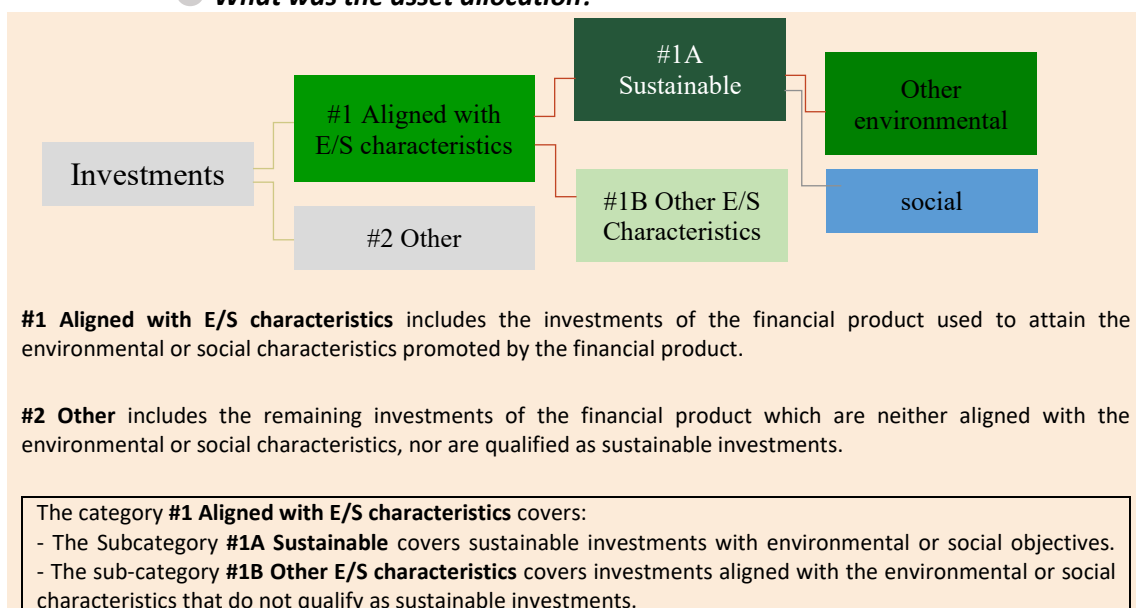 What was the asset allocation?
#1A
Sustainable
Other
environmental
#1 Aligned with
E/S characteristics
Investments
social
#1B Other E/S
Characteristics
#2 Other
#1 Aligned with E/S characteristics includes the investments of the financial product used to attain the
environmental or social characteristics promoted by the financial product.
#2 Other includes the remaining investments of the financial product which are neither aligned with the
environmental or social characteristics, nor are qualified as sustainable investments.
The category #1 Aligned with E/S characteristics covers:
- The Subcategory #1A Sustainable covers sustainable investments with environmental or social objectives.
- The sub-category #1B Other E/S characteristics covers investments aligned with the environmental or social
characteristics that do not qualify as sustainable investments.